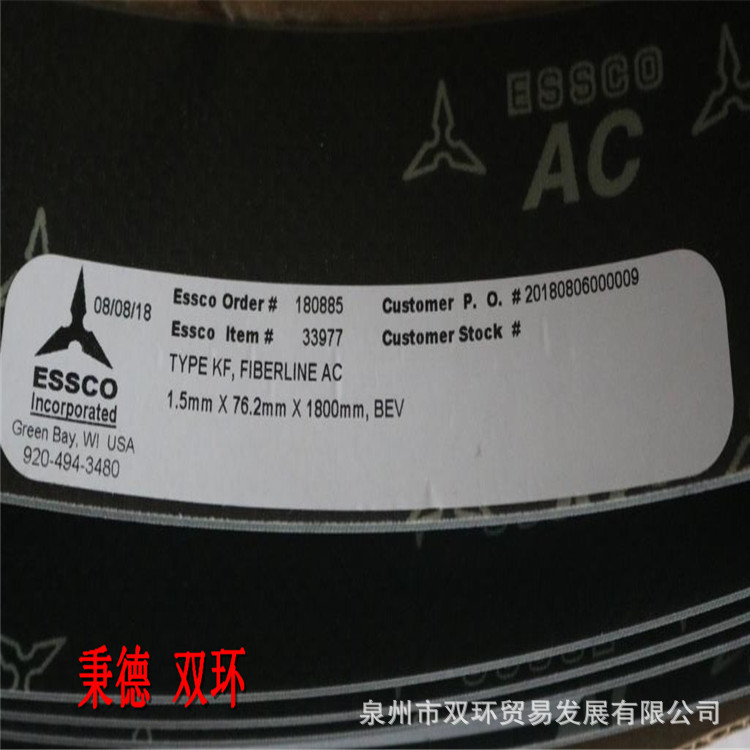 ESSCO
AC
08/08/18
Essco Order # 180885 Customer P. O. # 20180806000009
Essco Item # 33977 Customer Stock #
TYPE KF, FIBERLINE AC
1.5mm X 76.2mm X 1800mm, BEV
ESSCO
Incorporated
Green Bay, WI USA
920-494-3480
秉德 双环
泉州市双环贸易发展有限公司